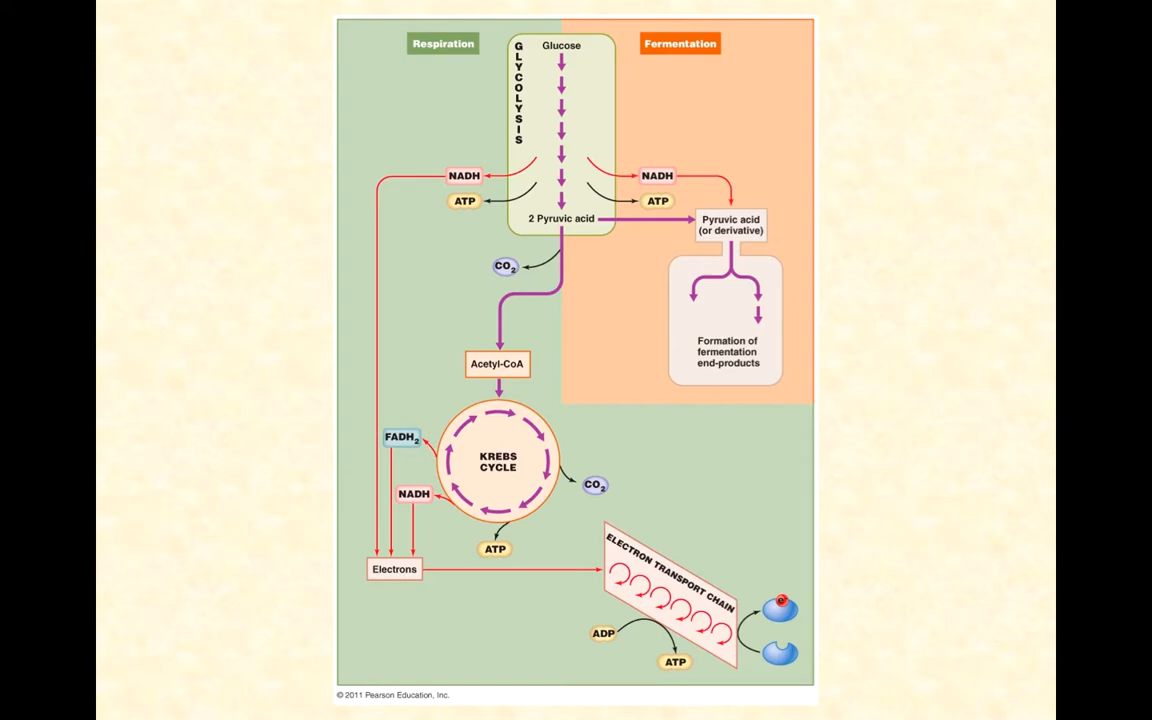 Respiration
GLYCOLYSIS
Glucose
Fermentation
NADH
NADH
ATP
ATP
2 Pyruvic acid
Pyruvic acid
(or derivative)
CO2
Formation of
fermentation
end-products
Acetyl-CoA
FADH2
KREBS
CYCLE
NADH
CO2
ATP
Electrons
ELECTRON TRANSPORT CHAIN
e-
ADP
ATP
© 2011 Pearson Education, Inc.